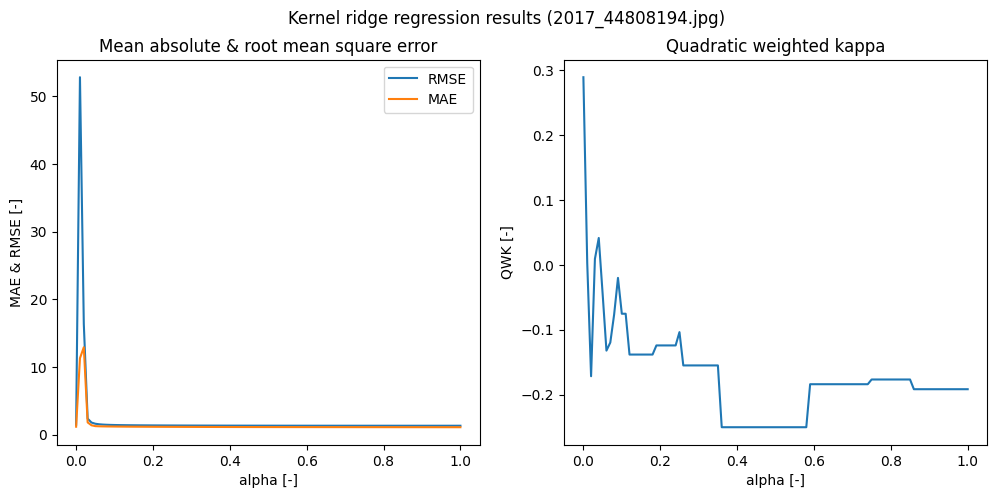 Kernel ridge regression results (2017_44808194.jpg)
Mean absolute & root mean square error
RMSE
MAE
MAE & RMSE [-]
50
40
30
20
10
0
0.0 0.2 0.4 0.6 0.8 1.0
alpha [-]
Quadratic weighted kappa
QWK [-]
0.3
0.2
0.1
0.0
−0.1
−0.2
0.0 0.2 0.4 0.6 0.8 1.0
alpha [-]